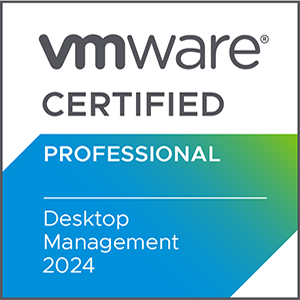 vmware®
CERTIFIED
PROFESSIONAL
Desktop
Management
2024